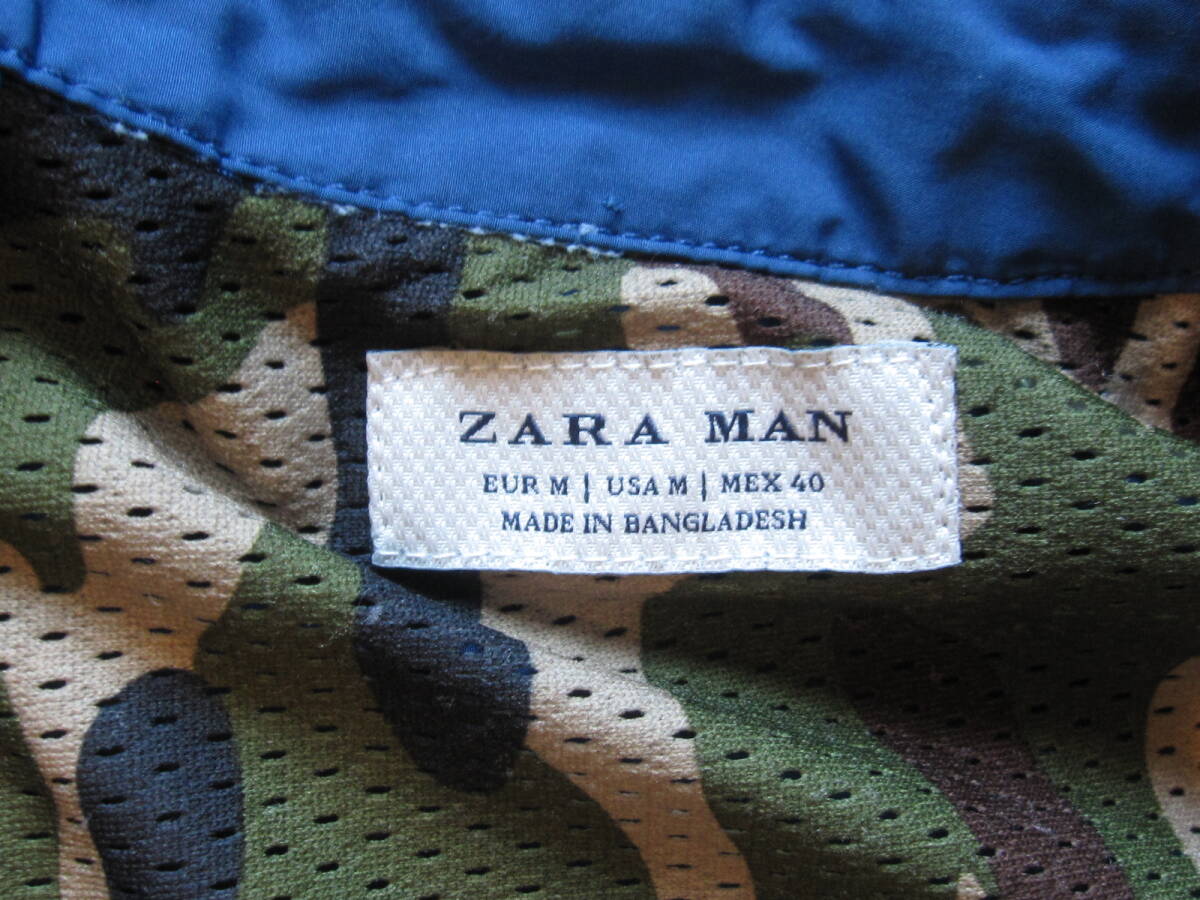 ZARA MAN
EUR M | USA M | MEX 40
MADE IN BANGLADESH